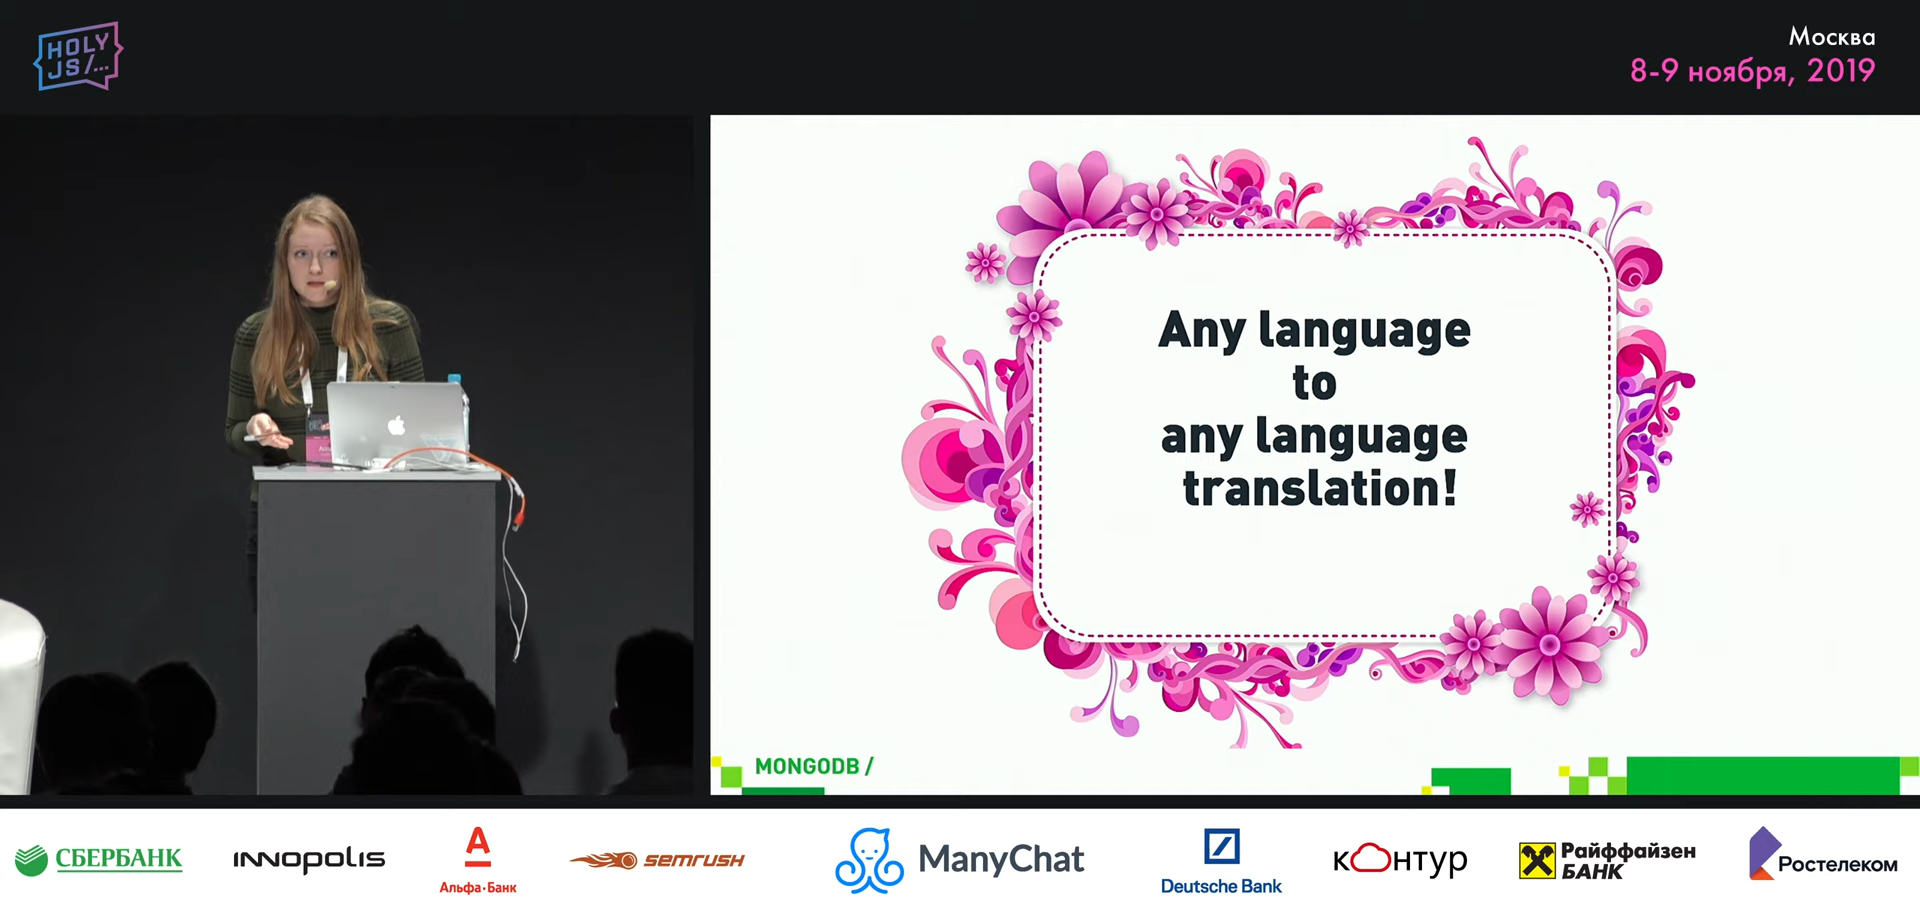 HOLY
JS/...
Москва
8-9 ноября, 2019
Any language
to
any language
translation!
MONGODB /
СБЕРБАНК
INNOPOLIS
Альфа·Банк
semrush
ManyChat
Deutsche Bank
контур
Райффайзен
БАНК
Ростелеком